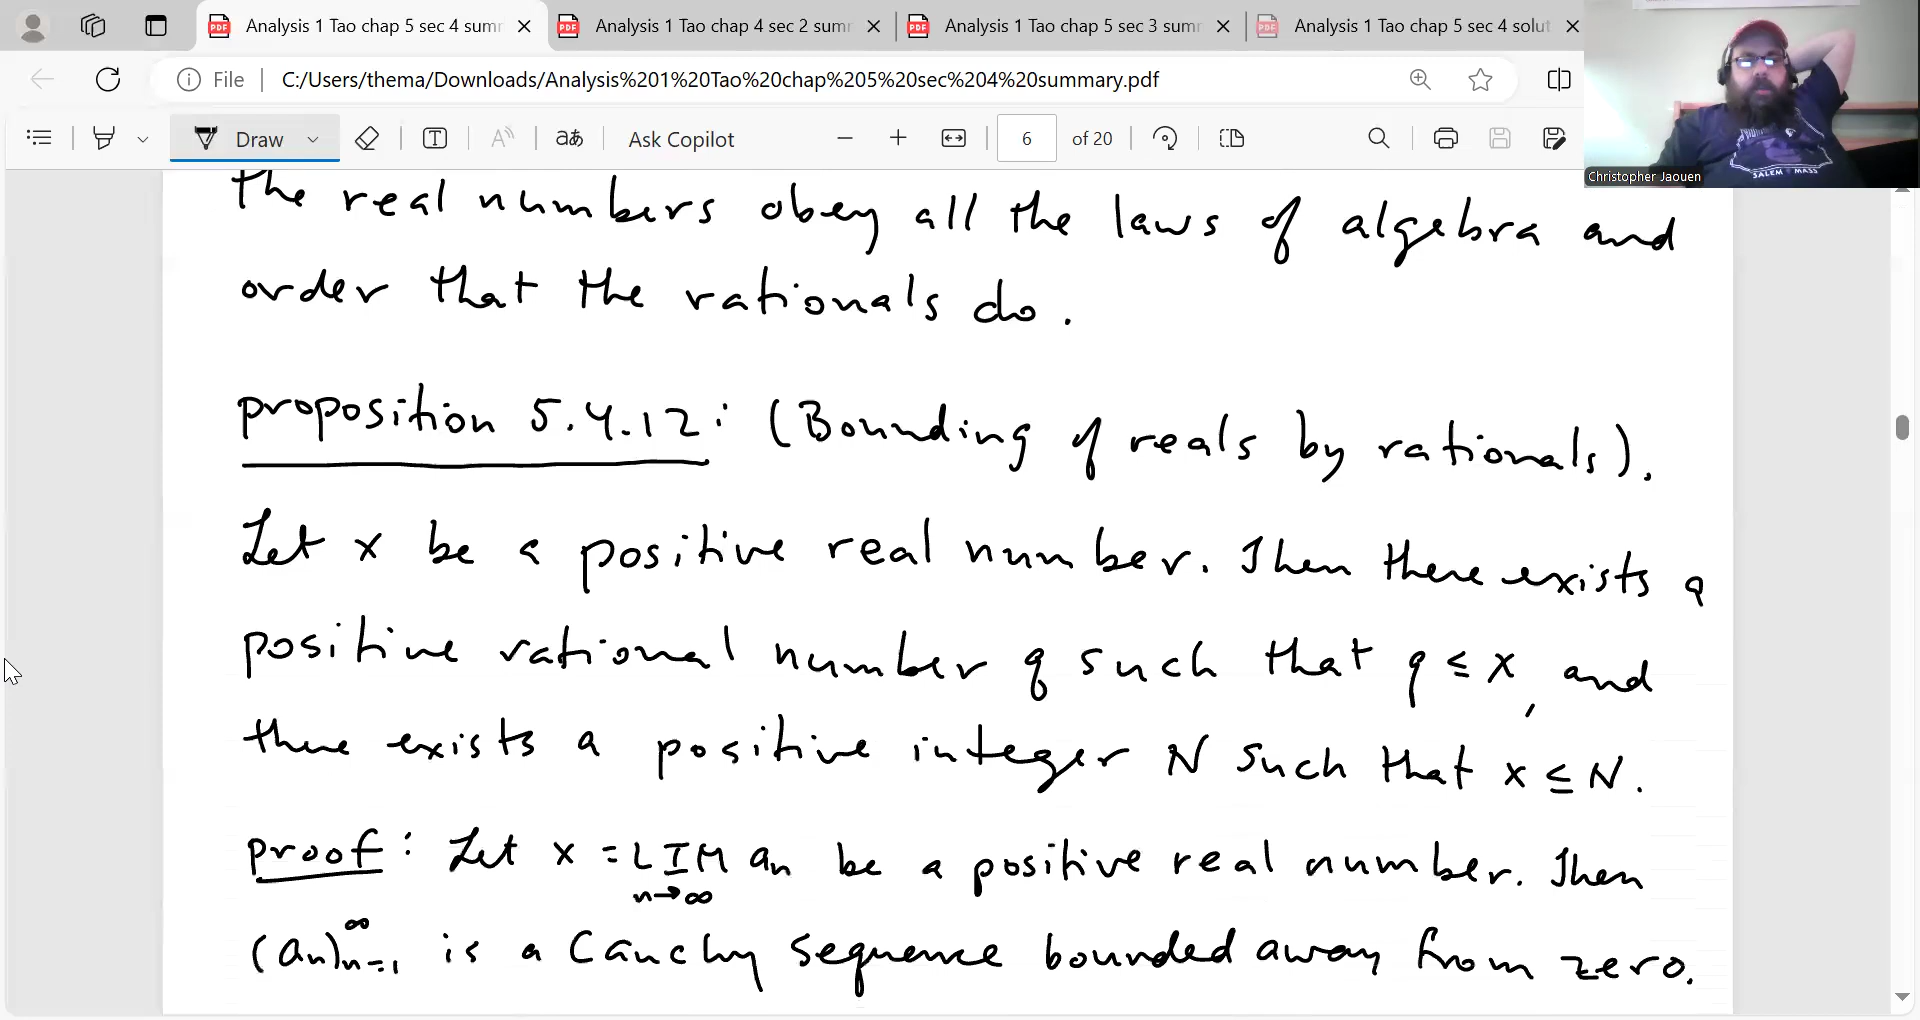 Analysis 1 Tao chap 5 sec 4 sumr
Analysis 1 Tao chap 4 sec 2 sumr
Analysis 1 Tao chap 5 sec 3 sumr
Analysis 1 Tao chap 5 sec 4 solut
File C:/Users/thema/Downloads/Analysis%201%20Tao%20chap%205%20sec%204%20summary.pdf
Draw
Ask Copilot
6 of 20
SALEM MASS
Christopher Jaouen
the real numbers obey all the laws of algebra and
order that the rationals do.
proposition 5.4.12: (Bounding of reals by rationals).
Let x be a positive real number. Then there exists a
positive rational number q such that q ≤ x, and
there exists a positive integer N such that x ≤ N.
proof: Let x = LIM n→∞ an be a positive real number. Then
(an)∞n=1 is a Cauchy sequence bounded away from zero.